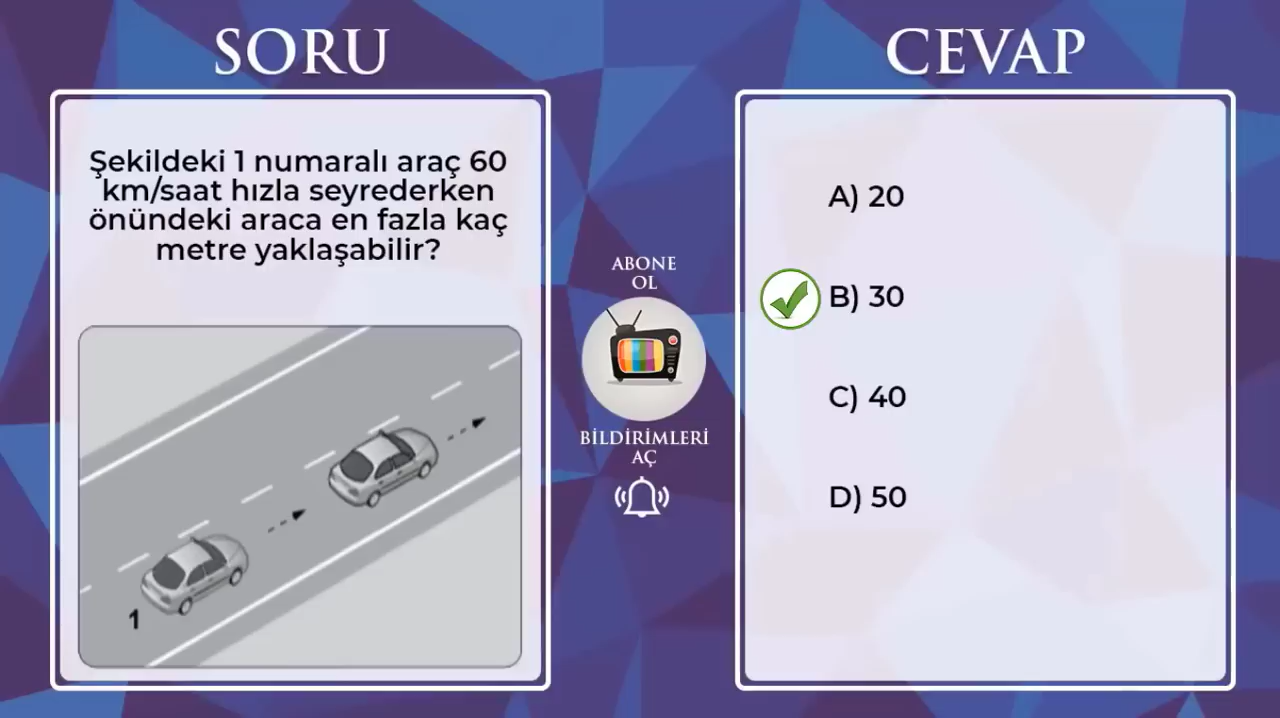 SORU
Şekildeki 1 numaralı araç 60
km/saat hızla seyrederken
önündeki araca en fazla kaç
metre yaklaşabilir?
1
ABONE
OL
BİLDİRİMLERİ
AÇ
CEVAP
A) 20
B) 30
C) 40
D) 50